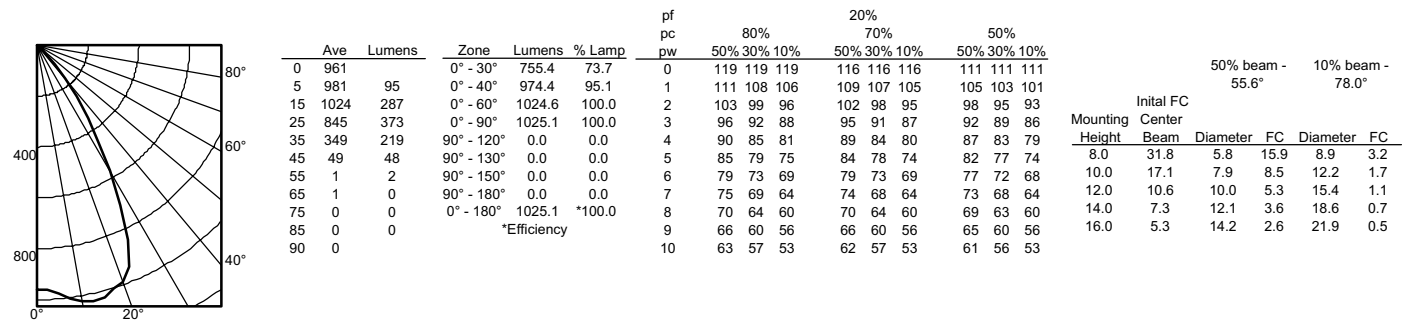 400
800
0°
20°
40°
60°
80°
Ave Lumens
0 961
5 981 95
15 1024 287
25 845 373
35 349 219
45 49 48
55 1 2
65 1 0
75 0 0
85 0 0
90 0
Zone Lumens % Lamp
0° - 30° 755.4 73.7
0° - 40° 974.4 95.1
0° - 60° 1024.6 100.0
0° - 90° 1025.1 100.0
90° - 120° 0.0 0.0
90° - 130° 0.0 0.0
90° - 150° 0.0 0.0
90° - 180° 0.0 0.0
0° - 180° 1025.1 *100.0
*Efficiency
pf 20%
pc 80% 70% 50%
pw 50% 30% 10% 50% 30% 10% 50% 30% 10%
0 119 119 119 116 116 116 111 111 111
1 111 108 106 109 107 105 105 103 101
2 103 99 96 102 98 95 98 95 93
3 96 92 88 95 91 87 92 89 86
4 90 85 81 89 84 80 87 83 79
5 85 79 75 84 78 74 82 77 74
6 79 73 69 79 73 69 77 72 68
7 75 69 64 74 68 64 73 68 64
8 70 64 60 70 64 60 69 63 60
9 66 60 56 66 60 56 65 60 56
10 63 57 53 62 57 53 61 56 53
50% beam - 10% beam -
55.6° 78.0°
Inital FC
Mounting Center
Height Beam Diameter FC Diameter FC
8.0 31.8 5.8 15.9 8.9 3.2
10.0 17.1 7.9 8.5 12.2 1.7
12.0 10.6 10.0 5.3 15.4 1.1
14.0 7.3 12.1 3.6 18.6 0.7
16.0 5.3 14.2 2.6 21.9 0.5